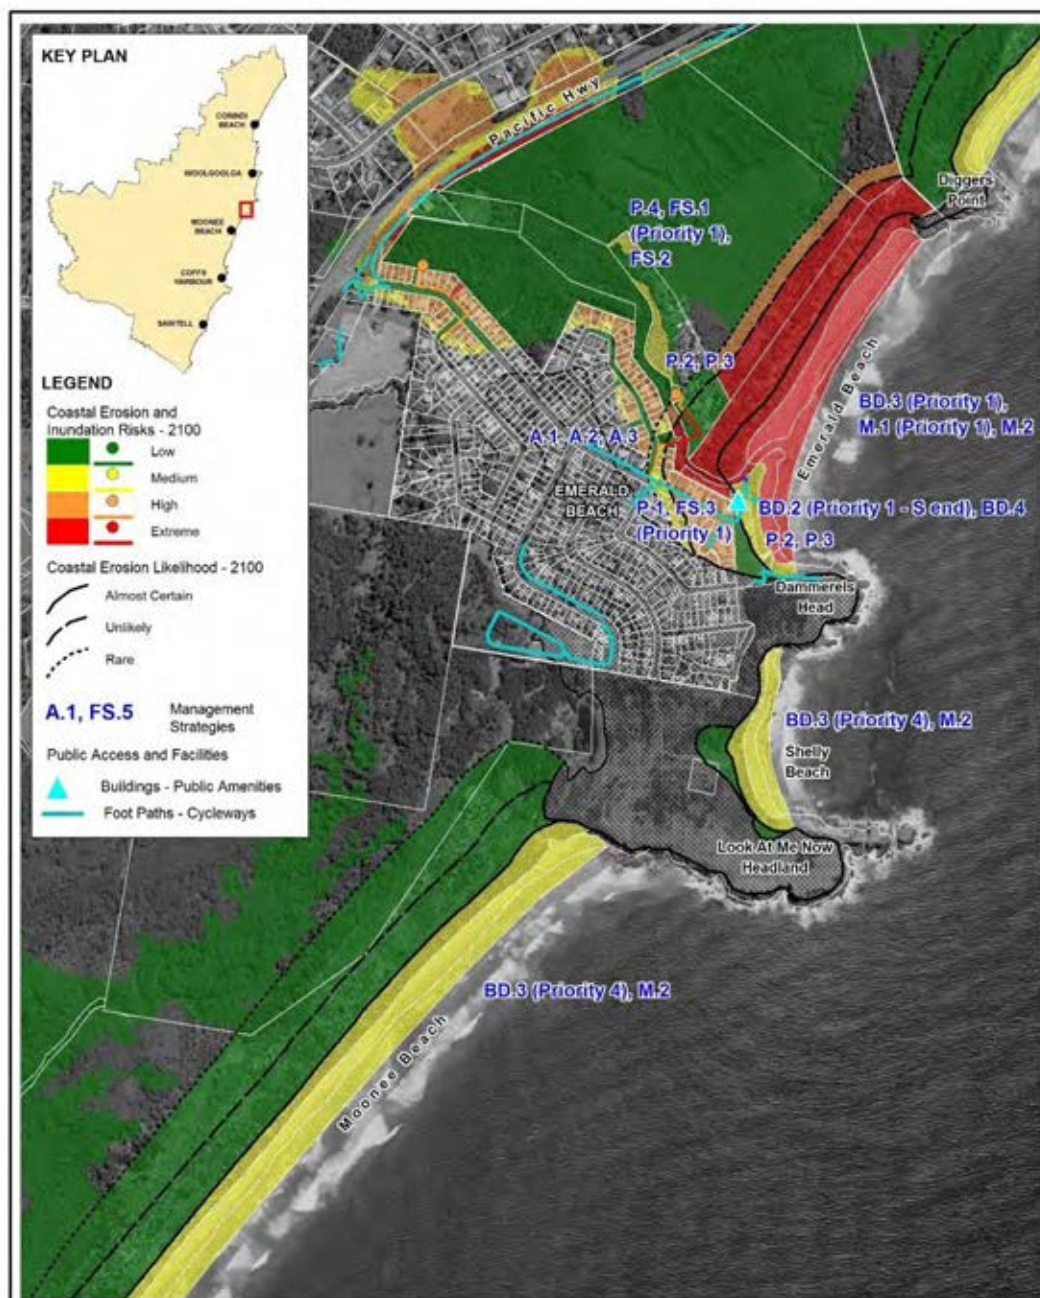 KEY PLAN
CORINDI
BEACH
WOOLGOOLGA
MOONEE
BEACH
COFFS
HARBOUR
SAWTELL
LEGEND
Coastal Erosion and
Inundation Risks - 2100
Low
Medium
High
Extreme
Coastal Erosion Likelihood - 2100
Almost Certain
Unlikely
Rare
A.1, FS.5
Management
Strategies
Public Access and Facilities
Buildings - Public Amenities
Foot Paths - Cycleways
Pacific Hwy
Diggers
Point
P.4, FS.1
(Priority 1),
FS.2
P.2, P.3
Emerald Beach
BD.3 (Priority 1),
M.1 (Priority 1), M.2
A.1, A.2, A.3
EMERALD
BEACH
P.1, FS.3
(Priority 1)
BD.2 (Priority 1 - S end), BD.4
P.2, P.3
Dammerels
Head
BD.3 (Priority 4), M.2
Shelly
Beach
Look At Me Now
Headland
BD.3 (Priority 4), M.2
Moonee Beach